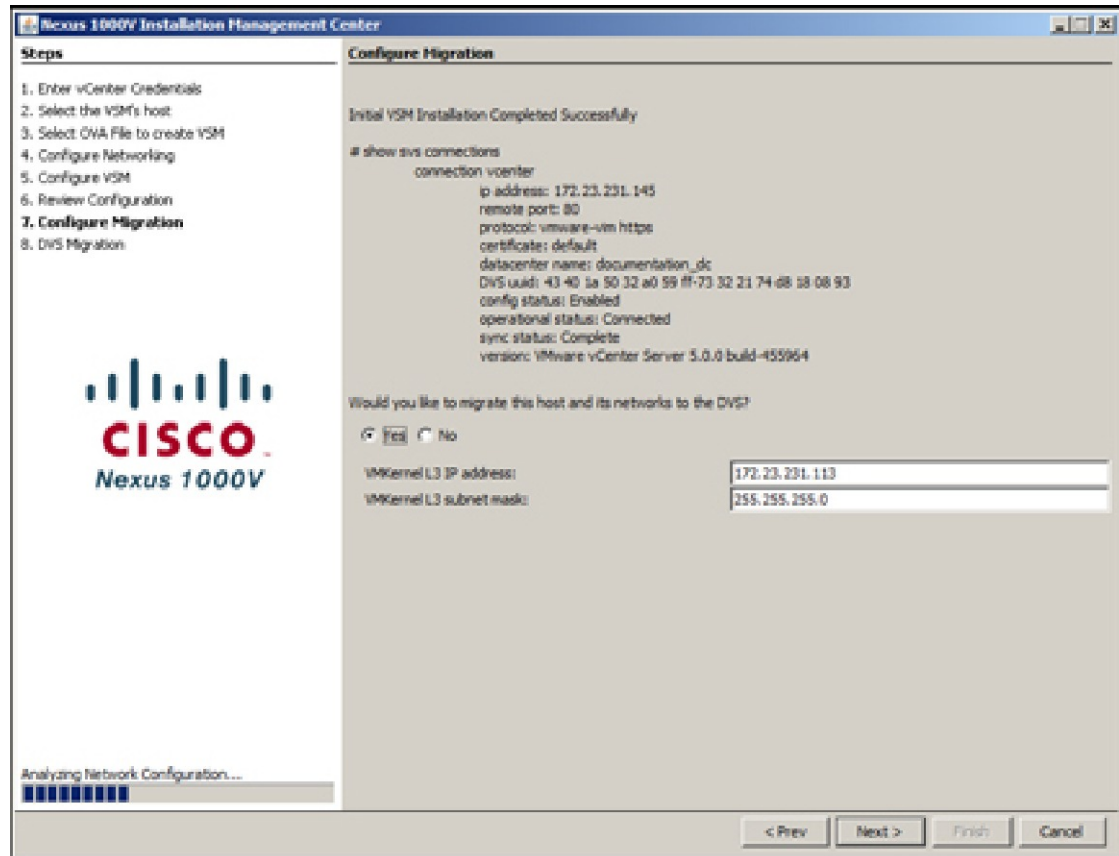 Nexus 1000V Installation Management Center
Steps
1. Enter vCenter Credentials
2. Select the VSM's host
3. Select OVA File to create VSM
4. Configure Networking
5. Configure VSM
6. Review Configuration
7. Configure Migration
8. DVS Migration
CISCO
Nexus 1000V
Analyzing Network Configuration...
Configure Migration
Initial VSM Installation Completed Successfully
# show svs connections
connection vcenter
ip address: 172.23.231.145
remote port: 80
protocol: vmware-vim https
certificate: default
datacenter name: documentation_dc
DVS uuid: 43 40 1a 50 32 a0 59 ff-73 32 21 74 d8 18 08 93
config status: Enabled
operational status: Connected
sync status: Complete
version: VMware vCenter Server 5.0.0 build-455964
Would you like to migrate this host and its networks to the DVS?
Yes No
VMKernel L3 IP address: 172.23.231.113
VMKernel L3 subnet mask: 255.255.255.0
< Prev Next > Finish Cancel